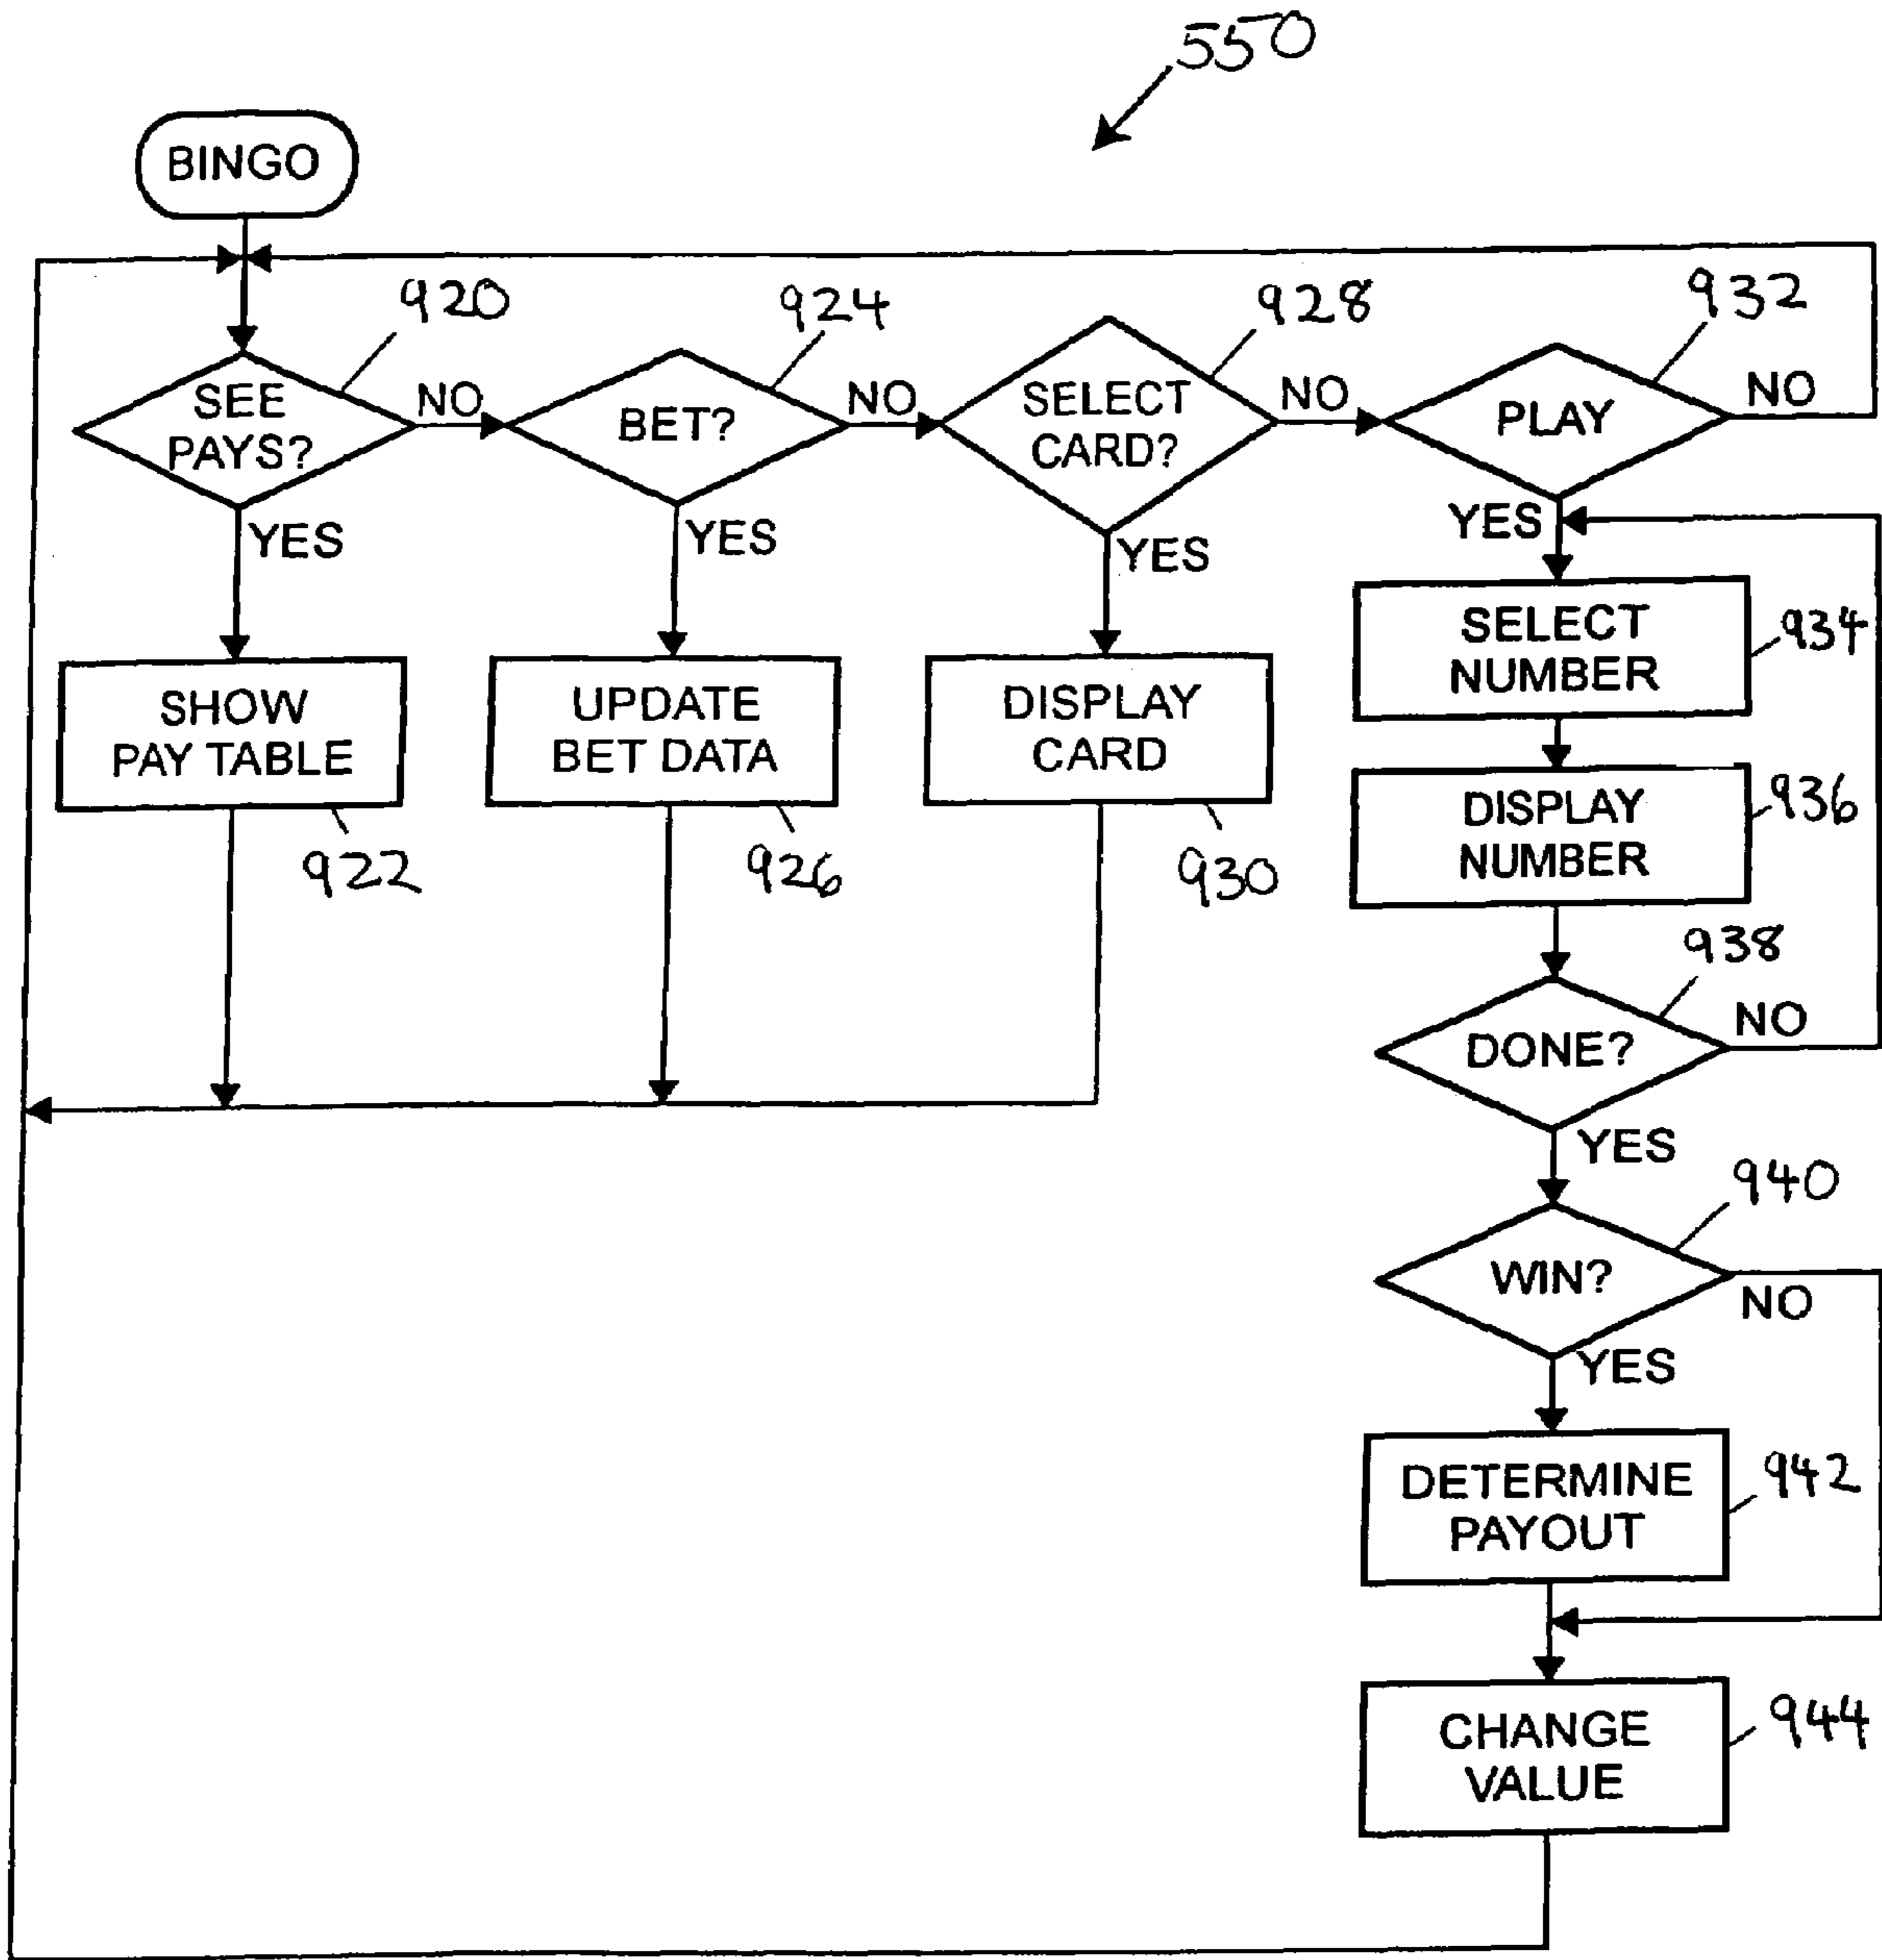 550
BINGO
920
924
928
932
SEE
PAYS?
NO
BET?
NO
SELECT
CARD?
NO
PLAY
NO
YES
YES
YES
YES
SHOW
PAY TABLE
922
UPDATE
BET DATA
926
DISPLAY
CARD
930
SELECT
NUMBER
934
DISPLAY
NUMBER
936
938
DONE?
NO
YES
940
WIN?
NO
YES
DETERMINE
PAYOUT
942
CHANGE
VALUE
944